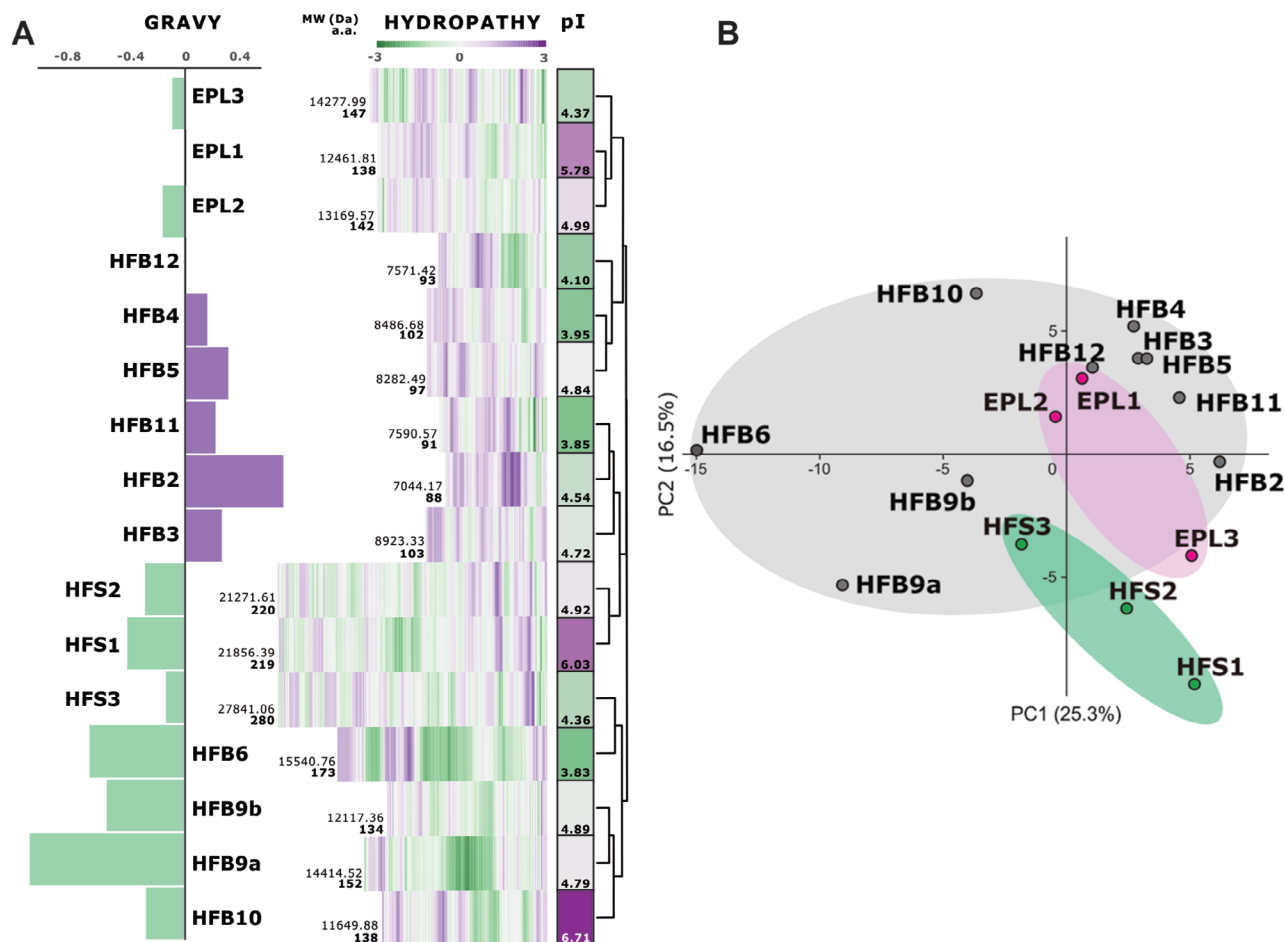 A
GRAVY
MW (Da)
a.a.
HYDROPATHY
pI
-0.8 -0.4 0 0.4
-3 0 3
EPL3
14277.99
147
4.37
EPL1
12461.81
138
5.78
EPL2
13169.57
142
4.99
HFB12
7571.42
93
4.10
HFB4
8486.68
102
3.95
HFB5
8282.49
97
4.84
HFB11
7590.57
91
3.85
HFB2
7044.17
88
4.54
HFB3
8923.33
103
4.72
HFS2
21271.61
220
4.92
HFS1
21856.39
219
6.03
HFS3
27841.06
280
4.36
HFB6
15540.76
173
3.83
HFB9b
12117.36
134
4.89
HFB9a
14414.52
152
4.79
HFB10
11649.88
138
6.71
B
HFB10
HFB4
5
HFB3
HFB12
HFB5
EPL2
EPL1
HFB11
HFB6
PC2 (16.5%)
-15 -10 -5 0 5
HFB2
HFB9b
HFS3
EPL3
HFB9a
-5
HFS2
HFS1
PC1 (25.3%)